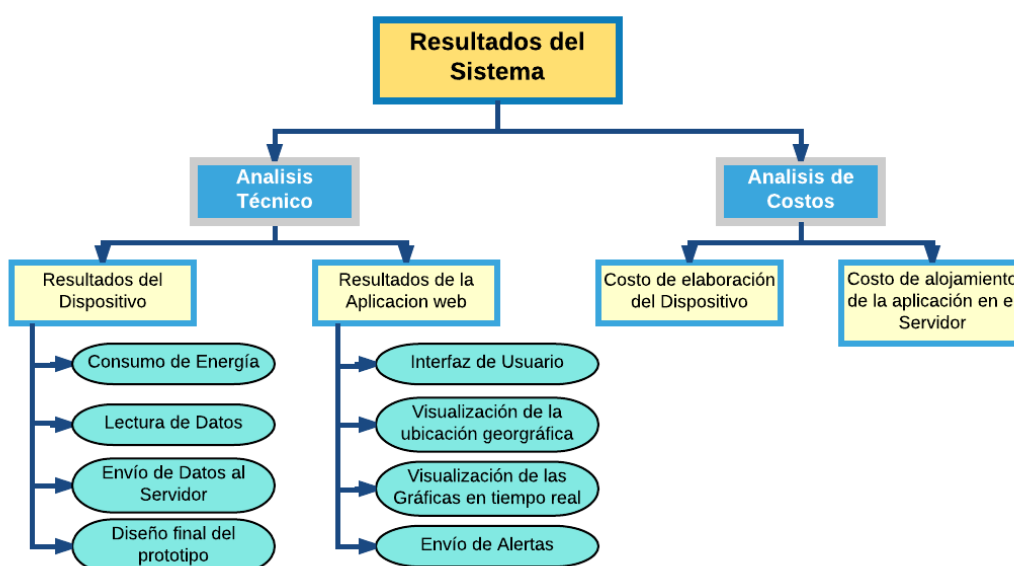 Resultados del
Sistema
Analisis
Técnico
Analisis de
Costos
Resultados del
Dispositivo
Resultados de la
Aplicacion web
Costo de elaboración
del Dispositivo
Costo de alojamiento
de la aplicación en e
Servidor
Consumo de Energía
Lectura de Datos
Envío de Datos al
Servidor
Diseño final del
prototipo
Interfaz de Usuario
Visualización de la
ubicación georgráfica
Visualización de las
Gráficas en tiempo real
Envío de Alertas